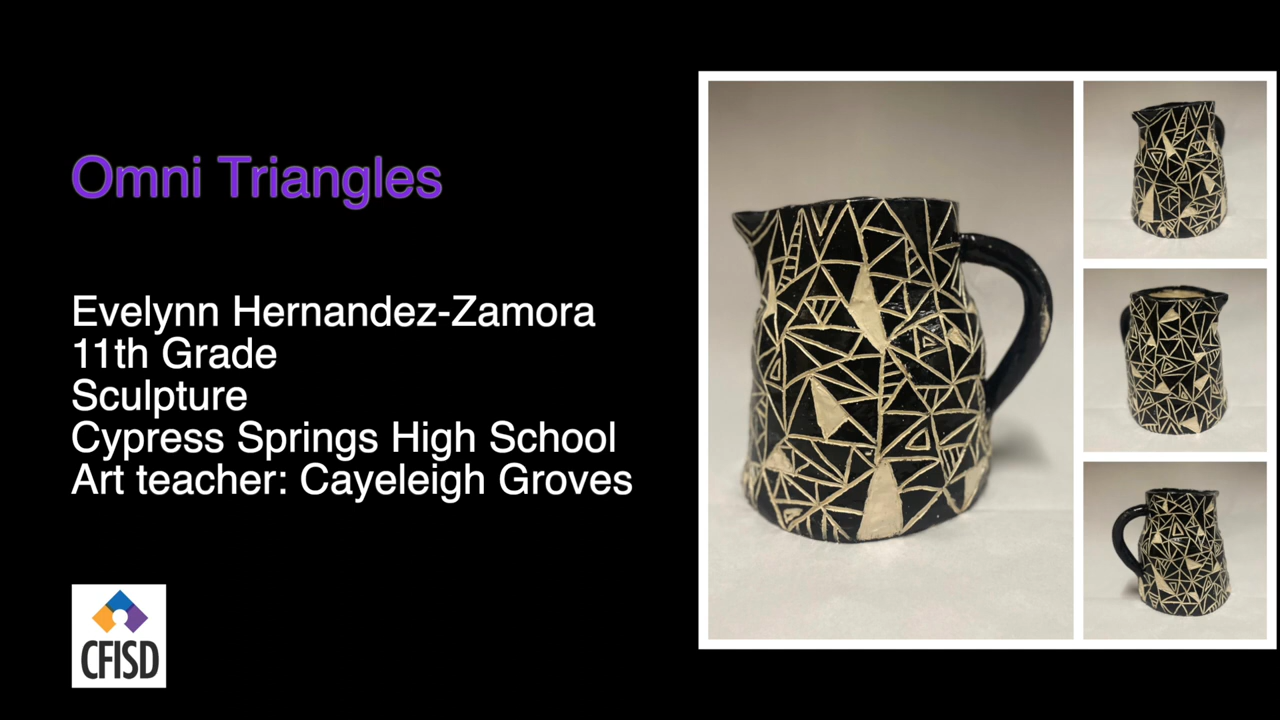 Omni Triangles
Evelynn Hernandez-Zamora
11th Grade
Sculpture
Cypress Springs High School
Art teacher: Cayeleigh Groves
CFISD